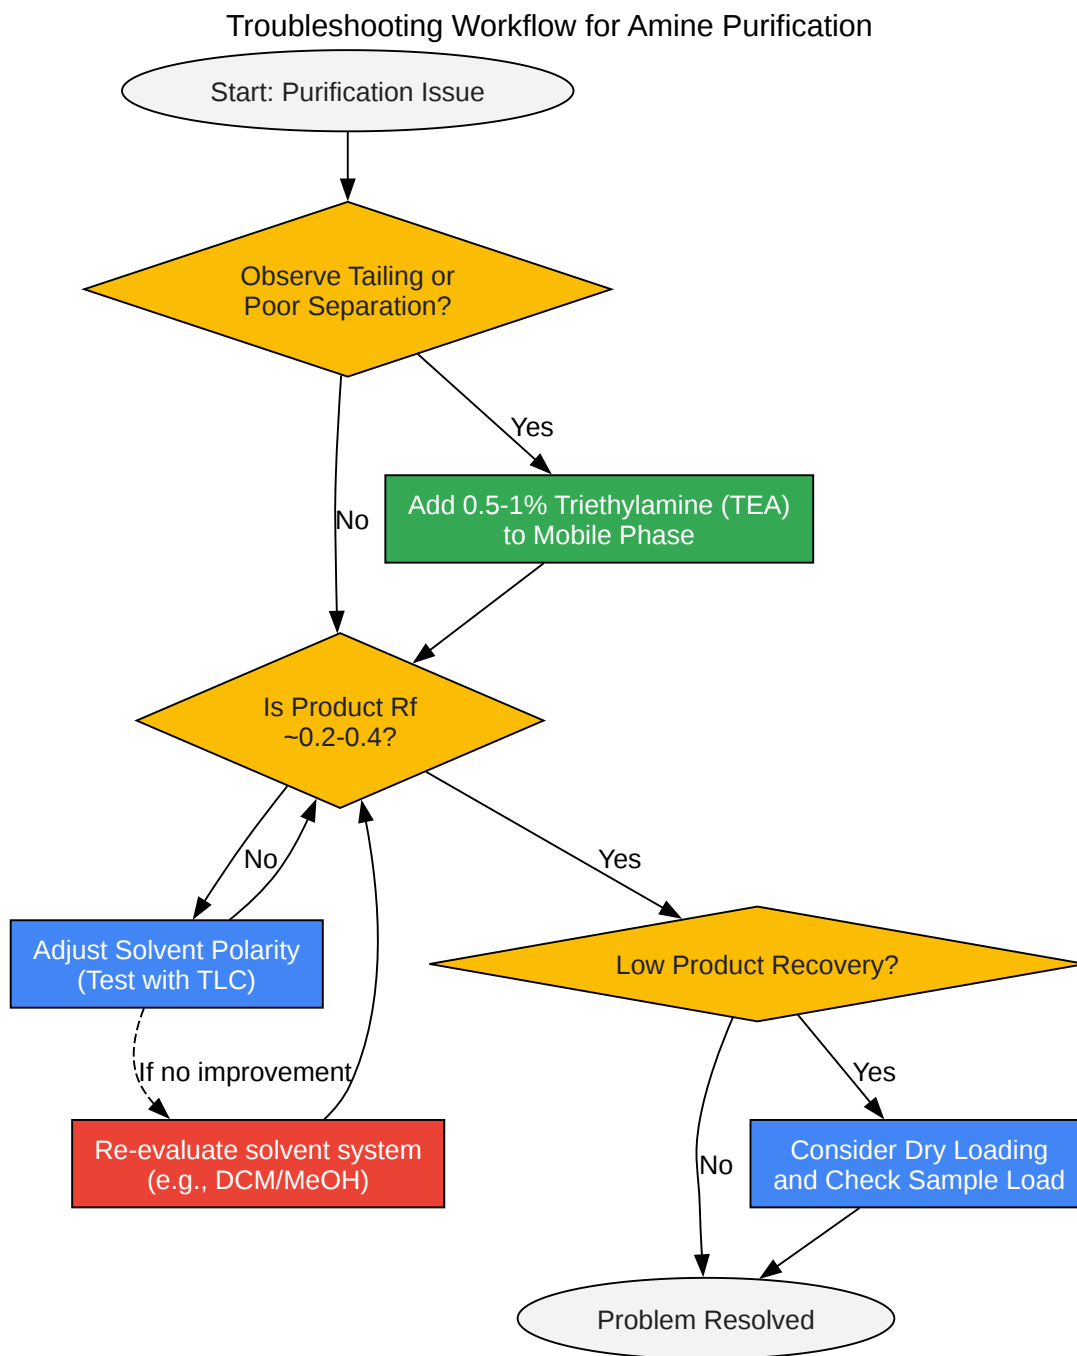 Troubleshooting Workflow for Amine Purification
Start: Purification Issue
Observe Tailing or
Poor Separation?
Yes
No
Add 0.5-1% Triethylamine (TEA)
to Mobile Phase
Is Product Rf
~0.2-0.4?
No
Yes
Adjust Solvent Polarity
(Test with TLC)
Low Product Recovery?
If no improvement
Yes
Re-evaluate solvent system
(e.g., DCM/MeOH)
No
Consider Dry Loading
and Check Sample Load
Problem Resolved